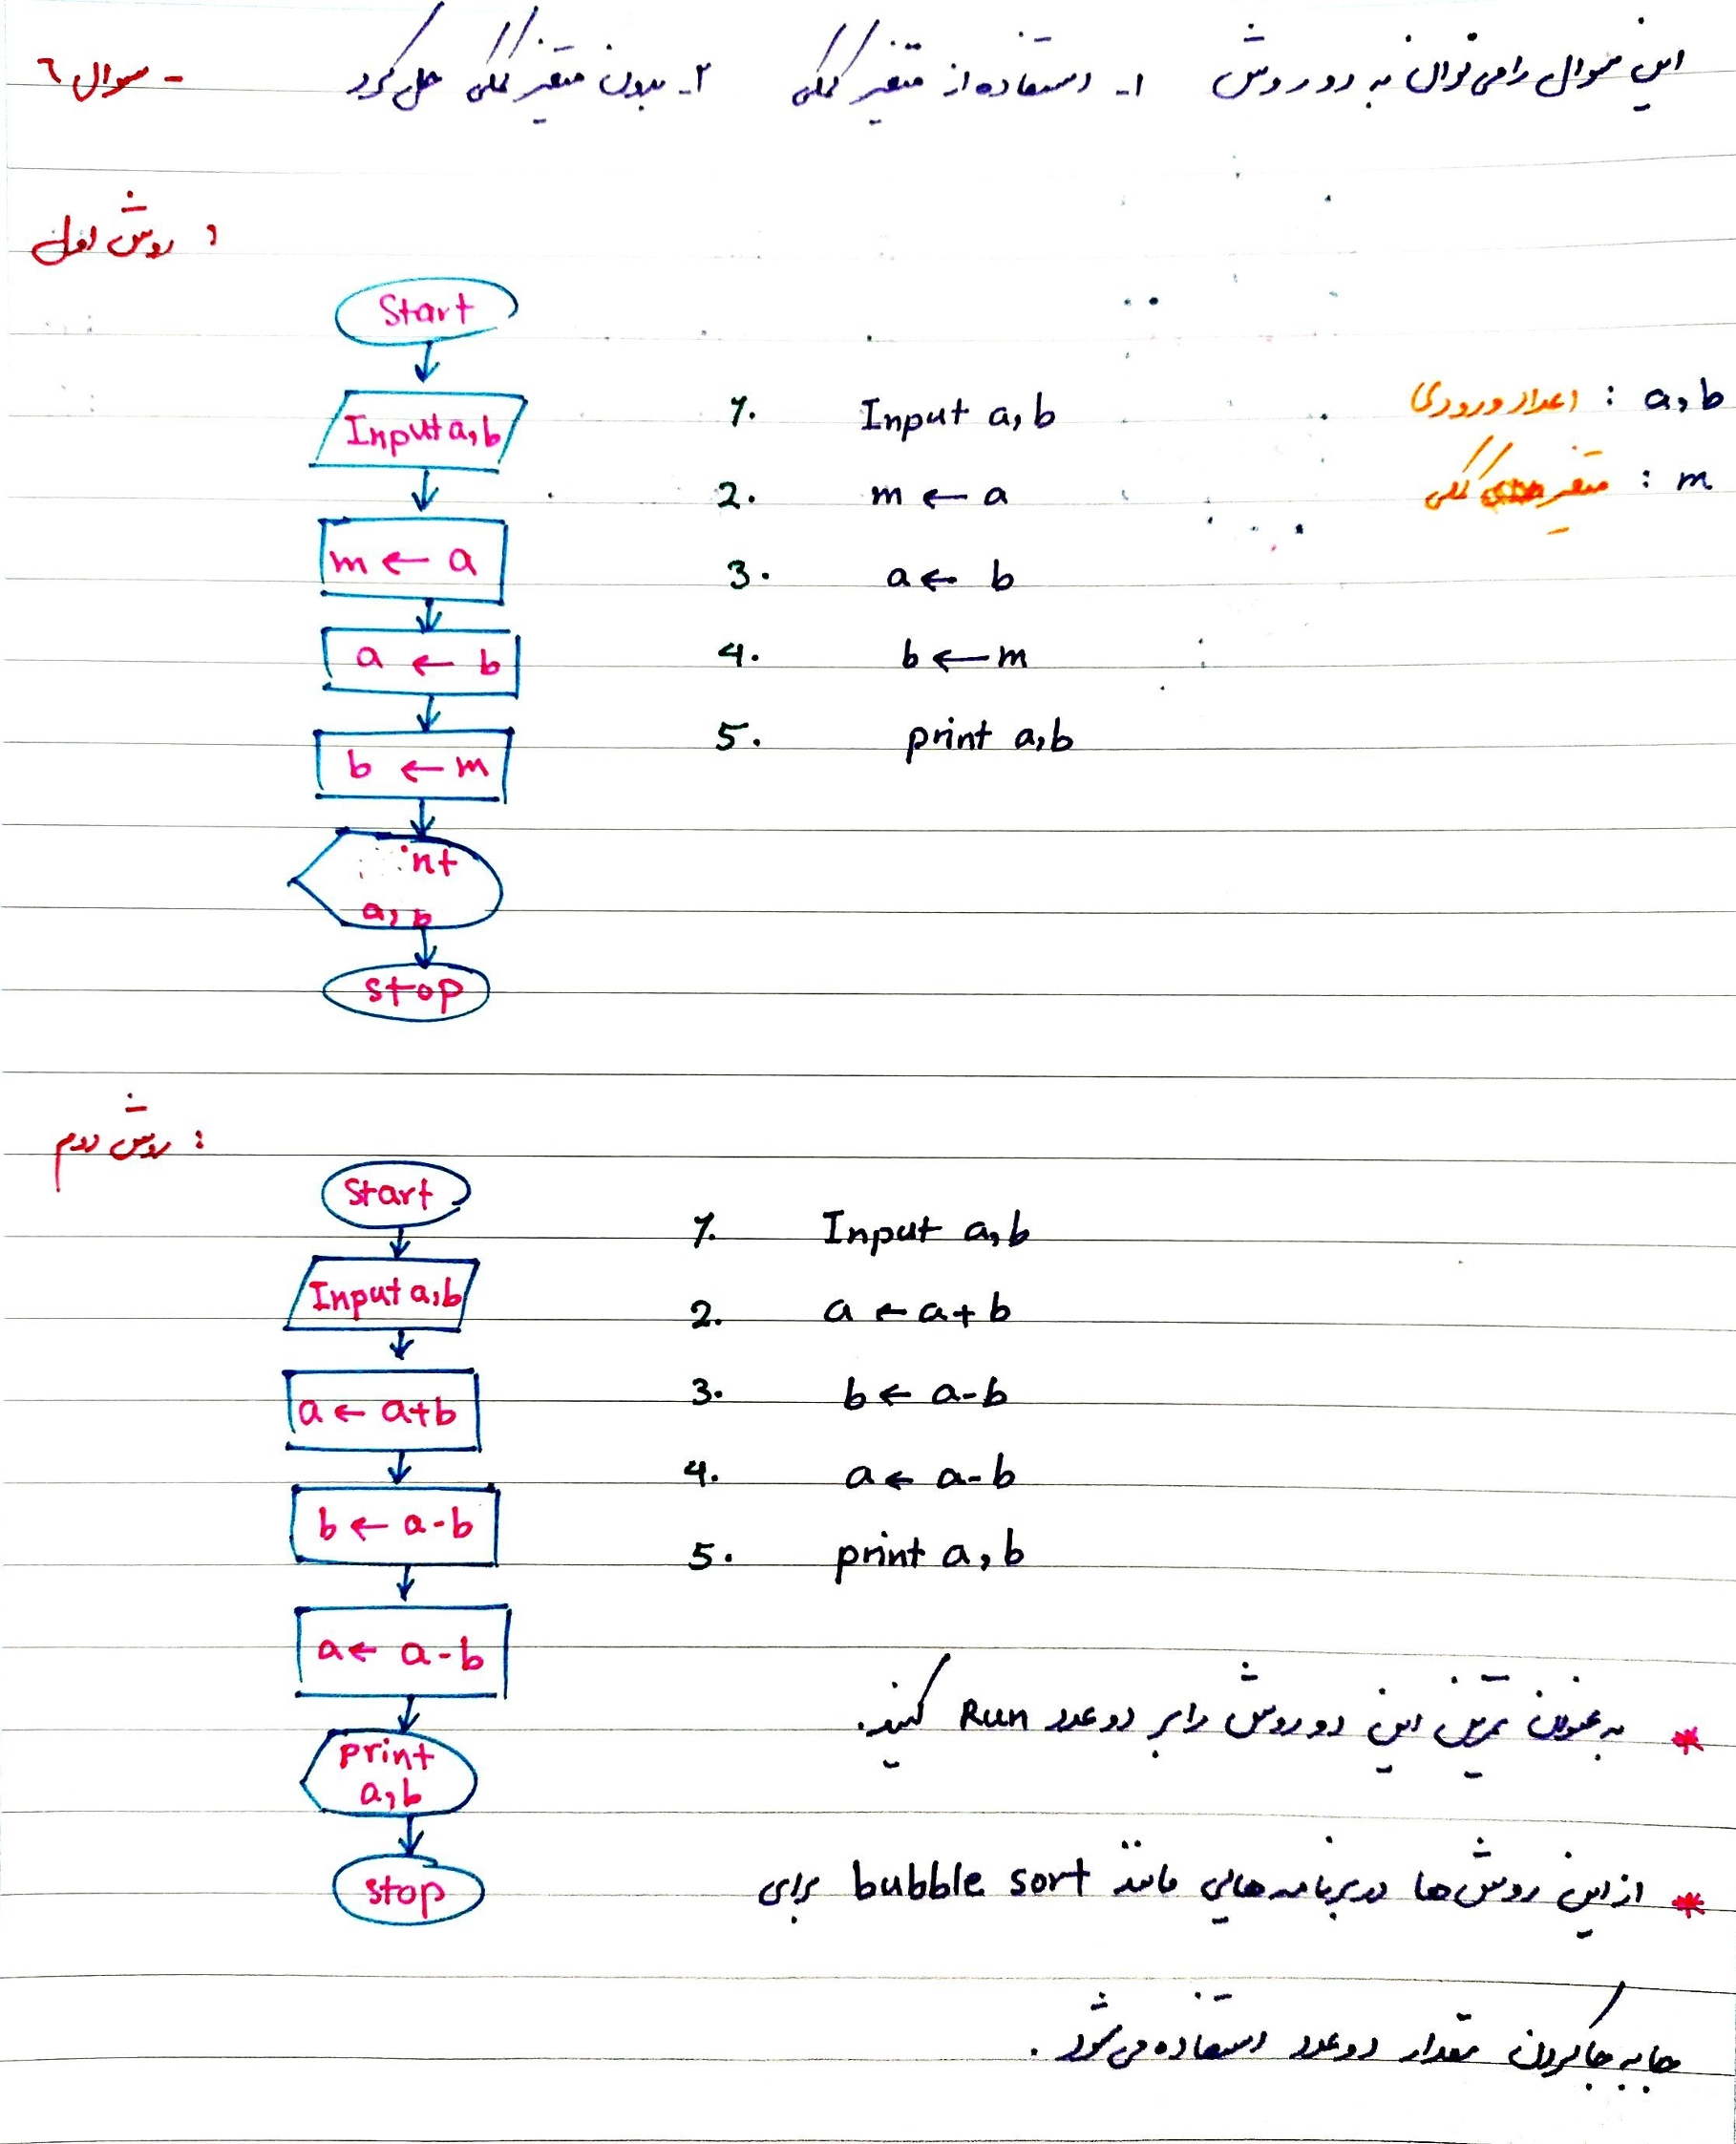 این سوال را می توان به دو روش ۱- استفاده از متغیر کمکی ۲- بدون متغیر کمکی حل کرد
- سوال ٦
روش اول :
Start
Input a,b
m ← a
a ← b
b ← m
int
a,b
stop
1. Input a,b
2. m ← a
3. a ← b
4. b ← m
5. print a,b
a,b : اعداد ورودی
m : متغیر کمکی
روش دوم :
Start
Input a,b
a ← a+b
b ← a-b
a ← a-b
print
a,b
stop
1. Input a,b
2. a ← a+b
3. b ← a-b
4. a ← a-b
5. print a,b
* به عنوان تمرین این دو روش را بر دو عدد Run کنید.
* از این روش ها در برنامه هایی مانند bubble sort برای
جا به جا کردن مقدار دو عدد استفاده می شود .